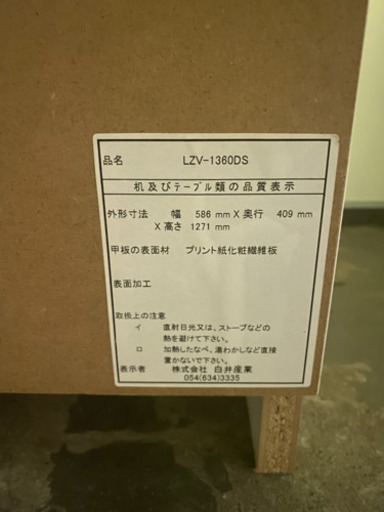 品名 LZV-1360DS
机及びテーブル類の品質表示
外形寸法 幅 586 mm X 奥行 409 mm
X 高さ 1271 mm
甲板の表面材 プリント紙化粧繊維板
表面加工
取扱上の注意
イ 直射日光又は、ストーブなどの
熱を避けて下さい。
ロ 加熱したなべ、湯わかしなど直接
置かないで下さい。
表示者 株式会社 白井産業
054(634)3335